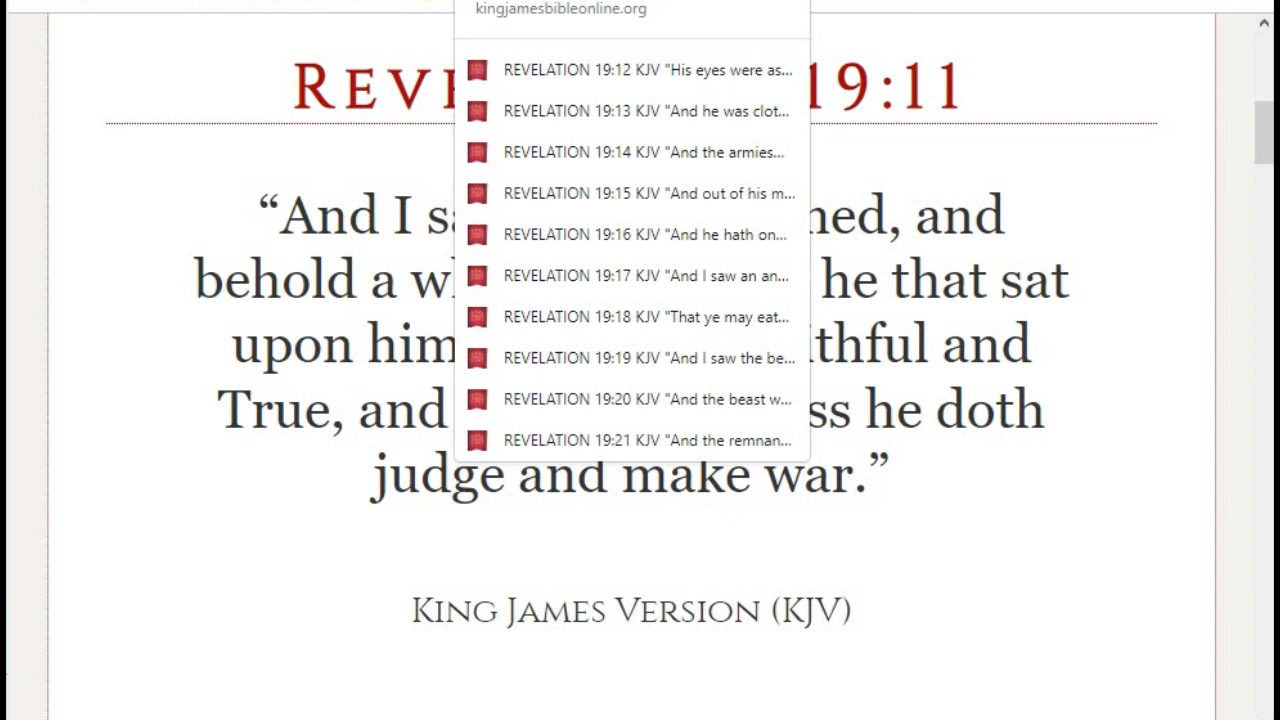 kingjamesbibleonline.org
REVELATION 19:12 KJV "His eyes were as...
REVELATION 19:13 KJV "And he was clot...
REVELATION 19:14 KJV "And the armies...
REVELATION 19:15 KJV "And out of his m...
REVELATION 19:16 KJV "And he hath on...
REVELATION 19:17 KJV "And I saw an an...
REVELATION 19:18 KJV "That ye may eat...
REVELATION 19:19 KJV "And I saw the be...
REVELATION 19:20 KJV "And the beast w...
REVELATION 19:21 KJV "And the remnan...
19:11
“And I and
behold a he that sat
upon him and
True, and he doth
judge and make war.”
King James Version (KJV)